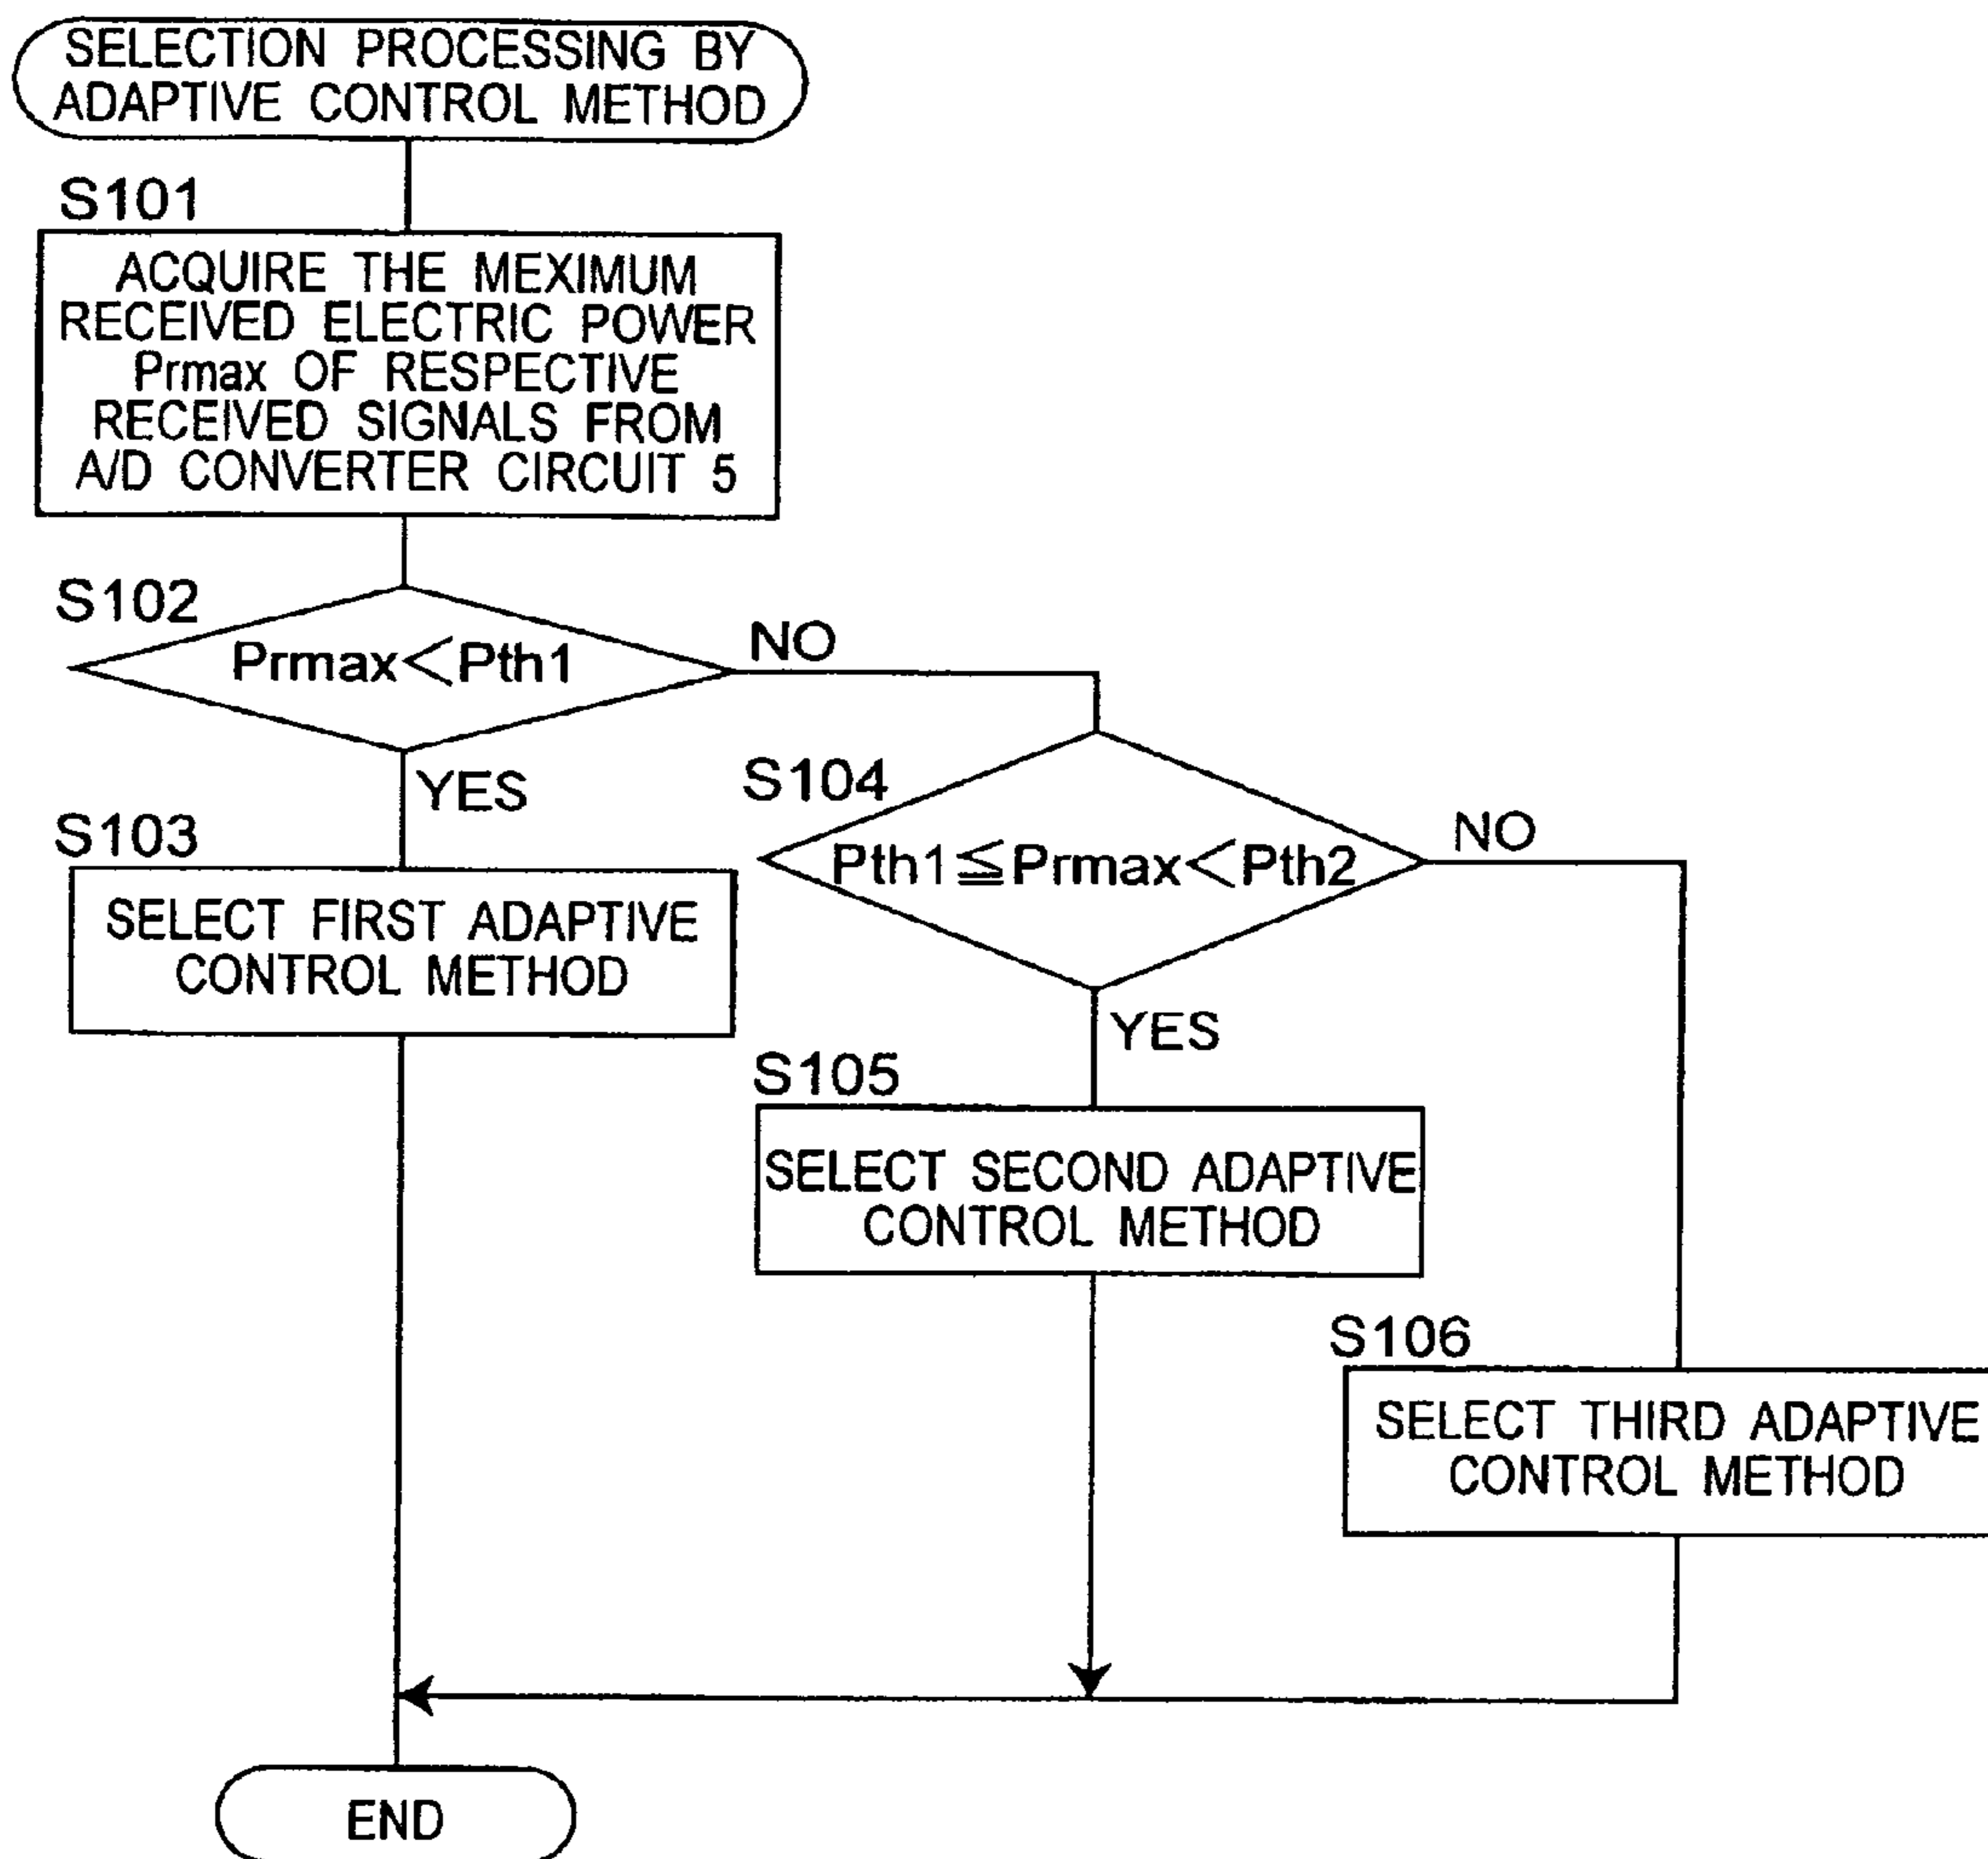 SELECTION PROCESSING BY
ADAPTIVE CONTROL METHOD
S101
ACQUIRE THE MEXIMUM
RECEIVED ELECTRIC POWER
Prmax OF RESPECTIVE
RECEIVED SIGNALS FROM
A/D CONVERTER CIRCUIT 5
S102
Prmax<Pth1
NO
YES
S103
SELECT FIRST ADAPTIVE
CONTROL METHOD
S104
Pth1≦Prmax<Pth2
NO
YES
S105
SELECT SECOND ADAPTIVE
CONTROL METHOD
S106
SELECT THIRD ADAPTIVE
CONTROL METHOD
END